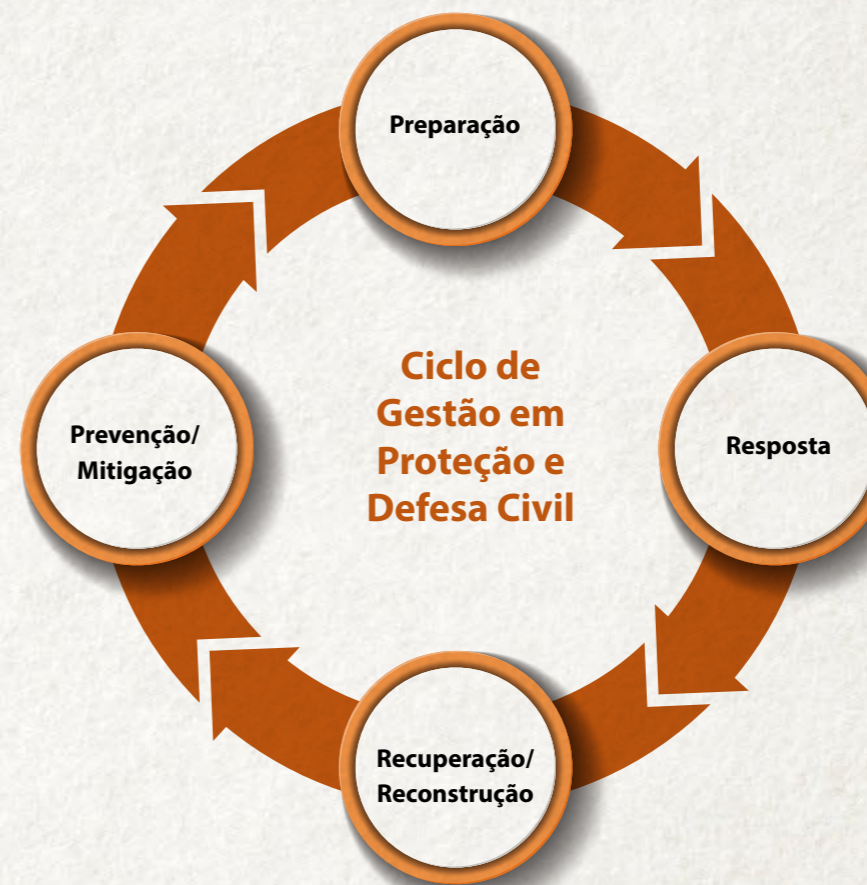 Preparação
Prevenção/
Mitigação
Ciclo de
Gestão em
Proteção e
Defesa Civil
Resposta
Recuperação/
Reconstrução